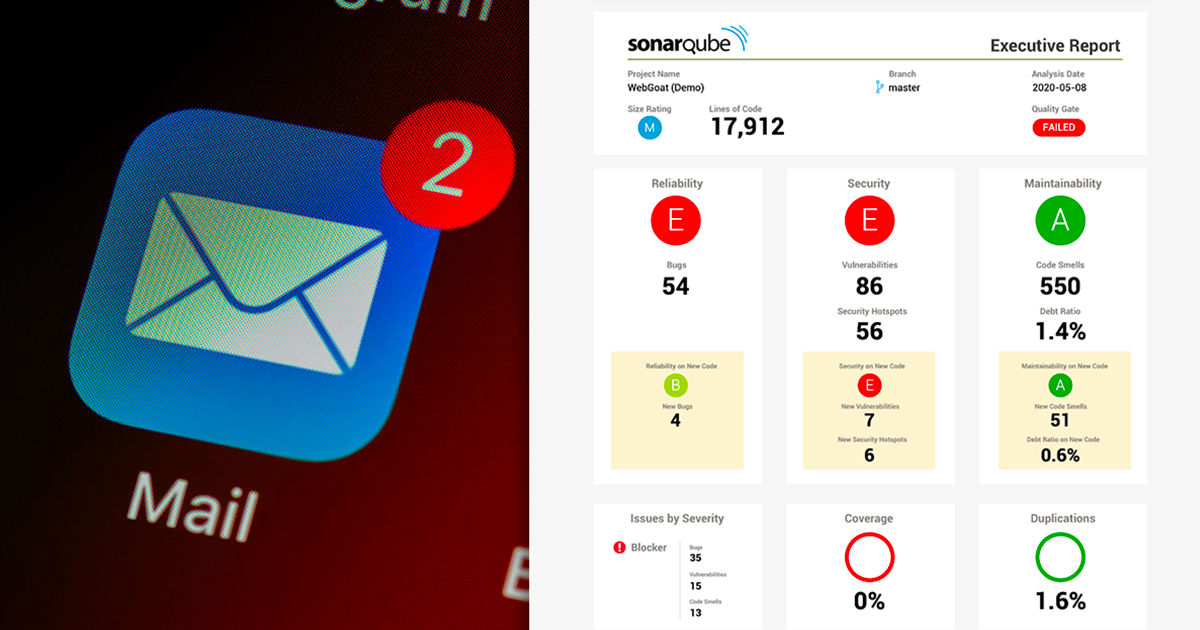 2
Mail
sonarqube
Executive Report
Project Name
WebGoat (Demo)
Branch
master
Analysis Date
2020-05-08
Size Rating
M
Lines of Code
17,912
Quality Gate
FAILED
Reliability
E
Bugs
54
Reliability on New Code
B
New Bugs
4
Security
E
Vulnerabilities
86
Security Hotspots
56
Security on New Code
E
New Vulnerabilities
7
New Security Hotspots
6
Maintainability
A
Code Smells
550
Debt Ratio
1.4%
Maintainability on New Code
A
New Code Smells
51
Debt Ratio on New Code
0.6%
Issues by Severity
Blocker
Bugs
35
Vulnerabilities
15
Code Smells
13
Coverage
0%
Duplications
1.6%